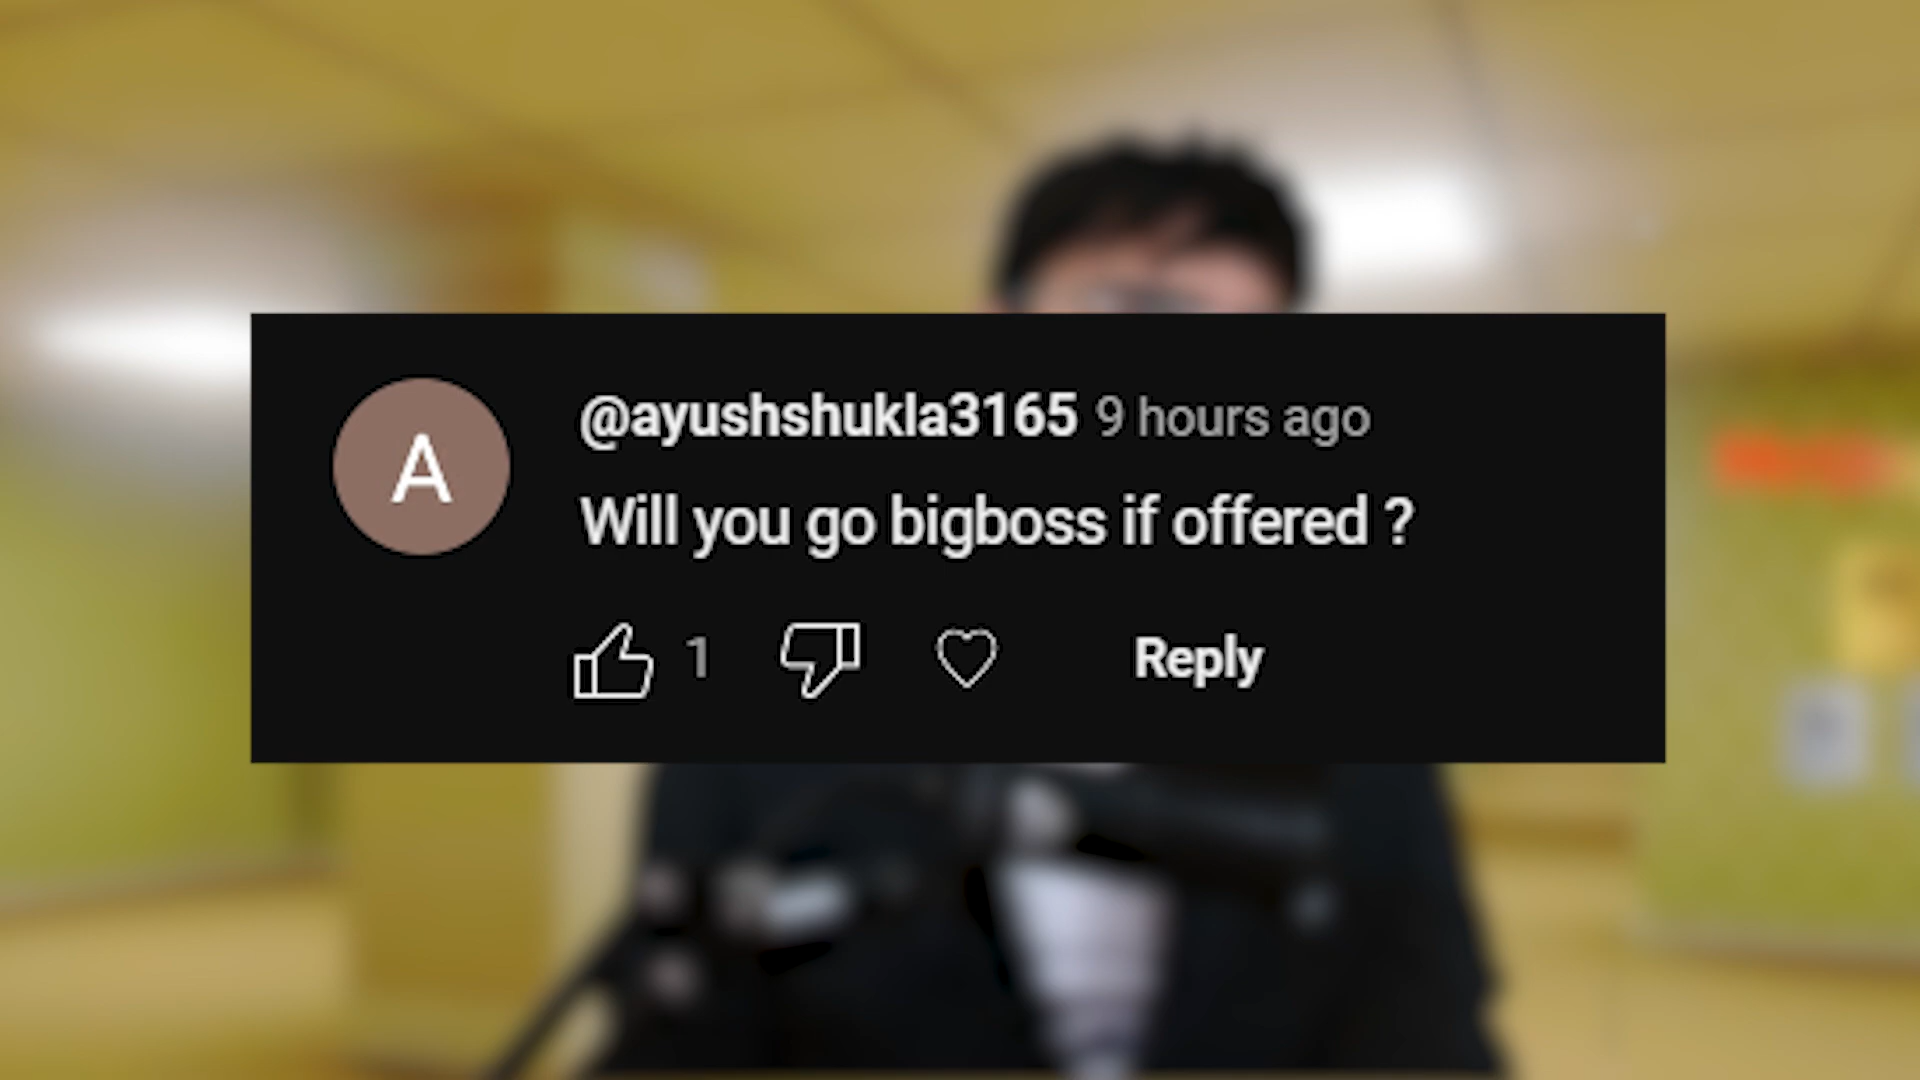 A
@ayushshukla3165 9 hours ago
Will you go bigboss if offered ?
1
Reply